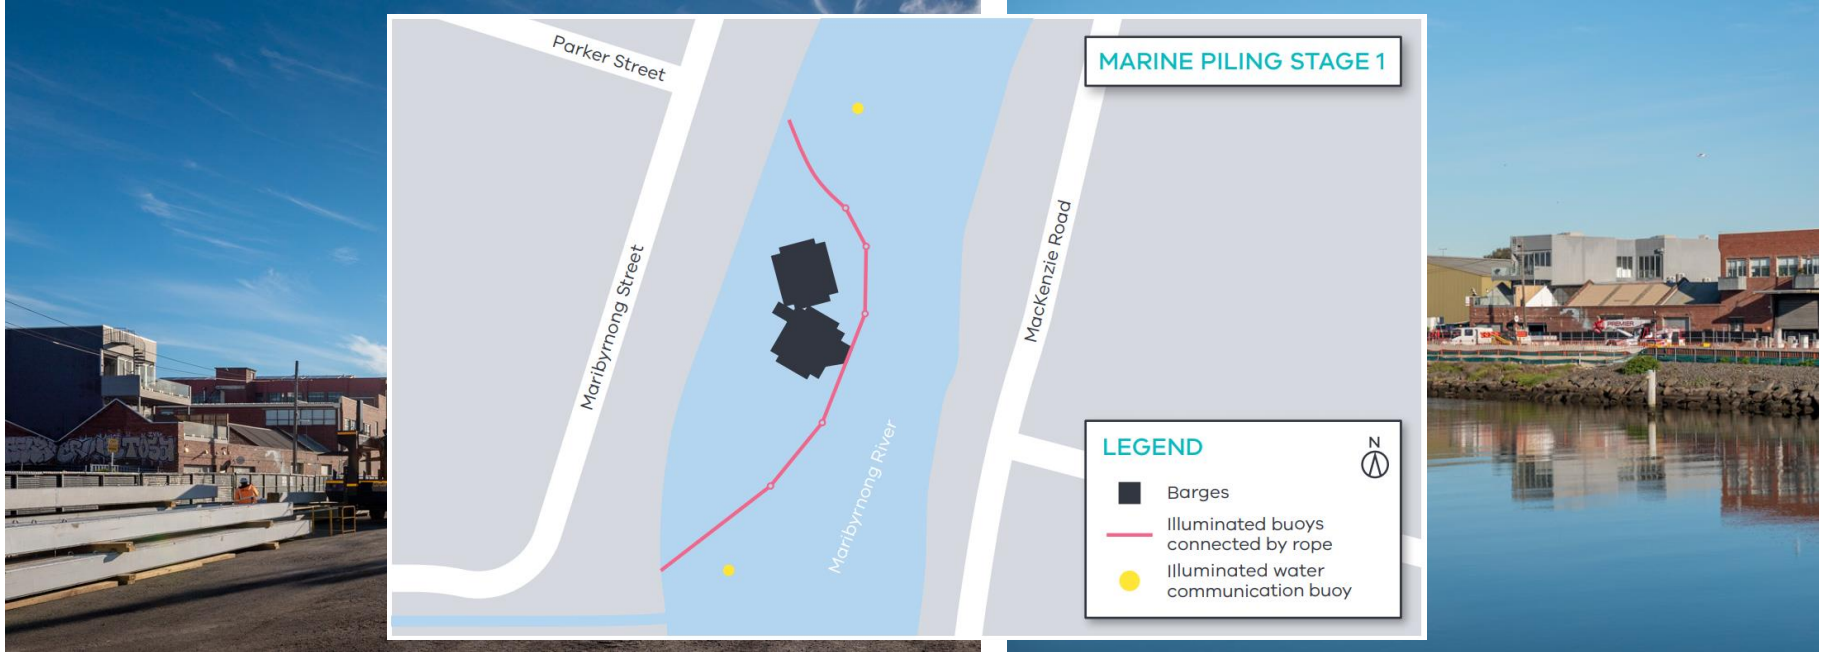 Parker Street
MARINE PILING STAGE 1
Maribyrnong Street
MacKenzie Road
Maribyrnong River
LEGEND
N
Barges
Illuminated buoys
connected by rope
Illuminated water
communication buoy
PREMIER